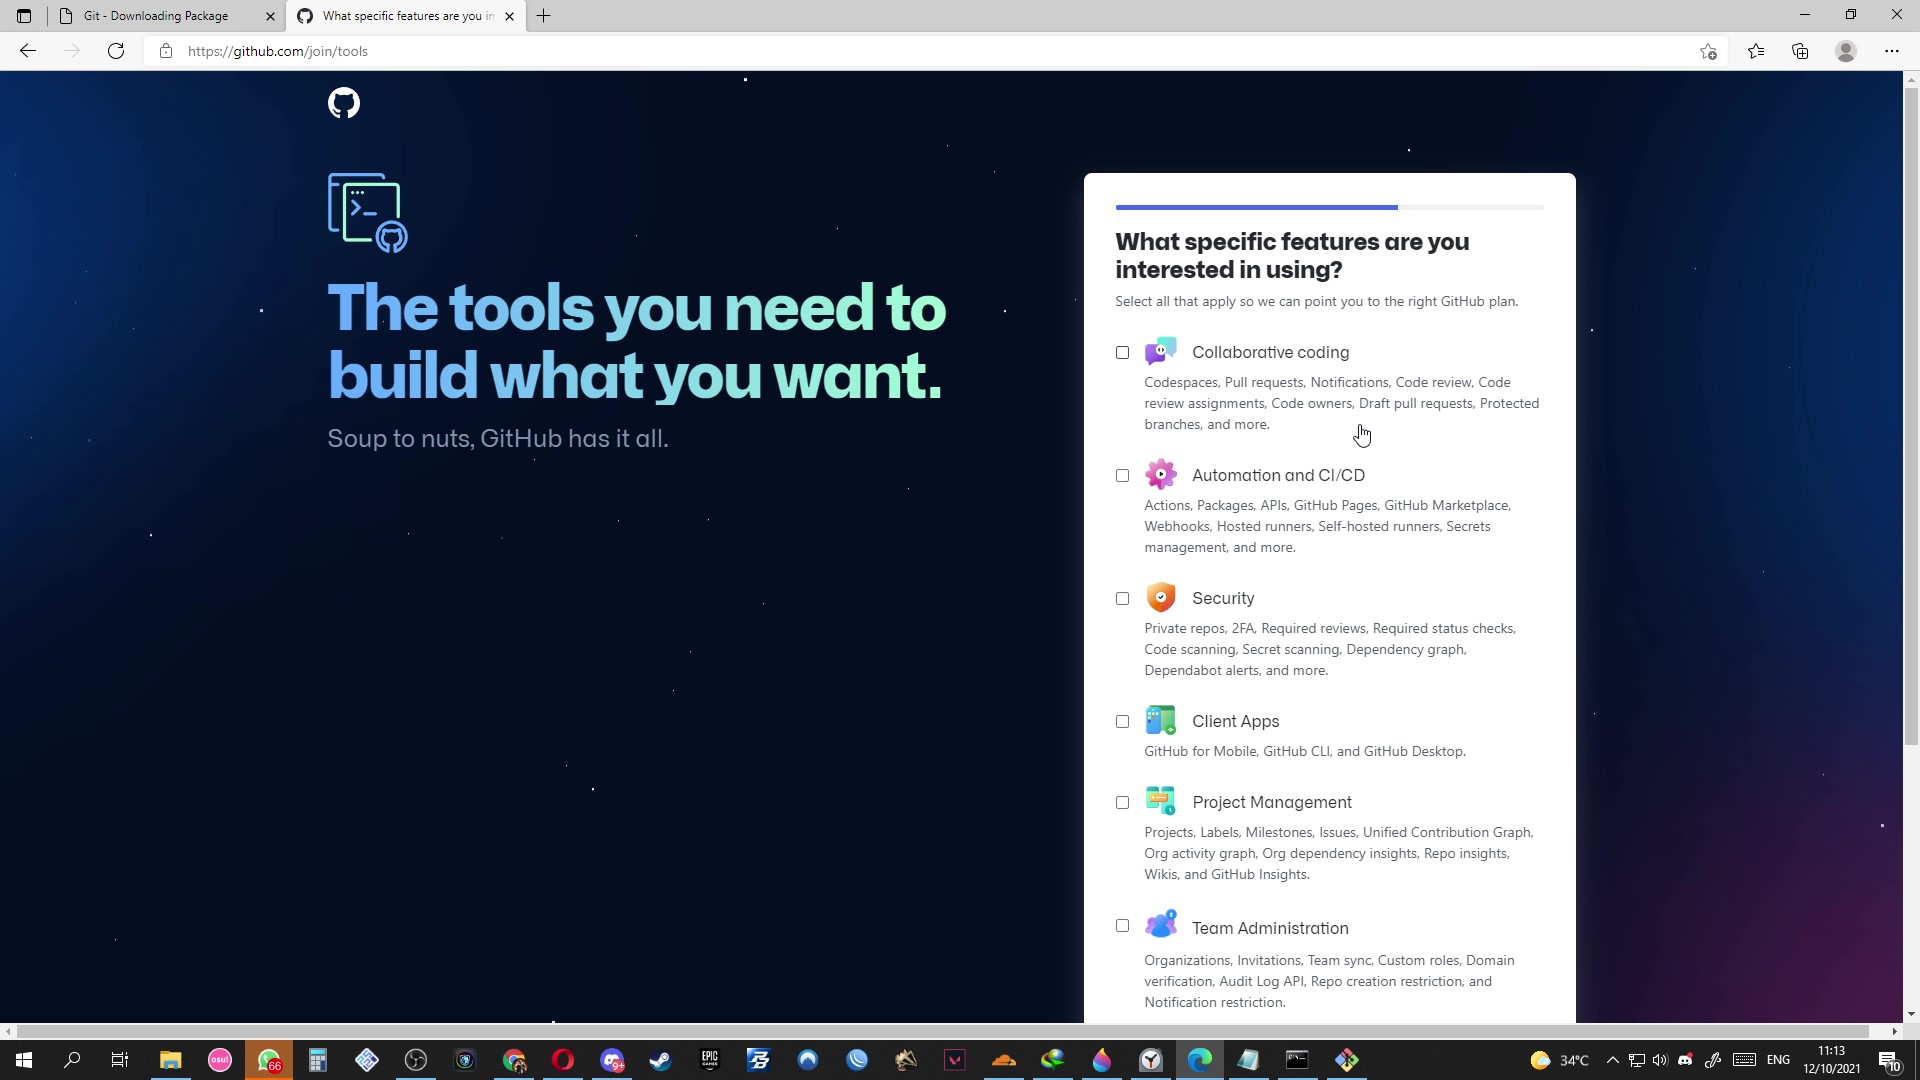 Git - Downloading Package
What specific features are you in
https://github.com/join/tools
The tools you need to
build what you want.
Soup to nuts, GitHub has it all.
What specific features are you
interested in using?
Select all that apply so we can point you to the right GitHub plan.
Collaborative coding
Codespaces, Pull requests, Notifications, Code review, Code
review assignments, Code owners, Draft pull requests, Protected
branches, and more.
Automation and CI/CD
Actions, Packages, APIs, GitHub Pages, GitHub Marketplace,
Webhooks, Hosted runners, Self-hosted runners, Secrets
management, and more.
Security
Private repos, 2FA, Required reviews, Required status checks,
Code scanning, Secret scanning, Dependency graph,
Dependabot alerts, and more.
Client Apps
GitHub for Mobile, GitHub CLI, and GitHub Desktop.
Project Management
Projects, Labels, Milestones, Issues, Unified Contribution Graph,
Org activity graph, Org dependency insights, Repo insights,
Wikis, and GitHub Insights.
Team Administration
Organizations, Invitations, Team sync, Custom roles, Domain
verification, Audit Log API, Repo creation restriction, and
Notification restriction.
osu!
66
9+
EPIC
GAMES
34°C
ENG
11:13
12/10/2021
10